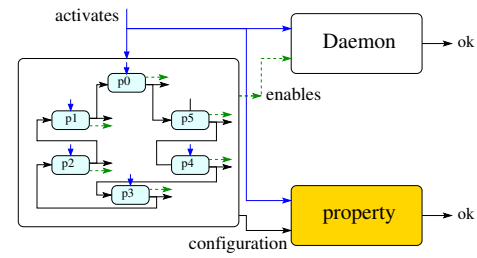 activates
Daemon
ok
p0
enables
p1
p5
p2
p4
p3
property
ok
configuration